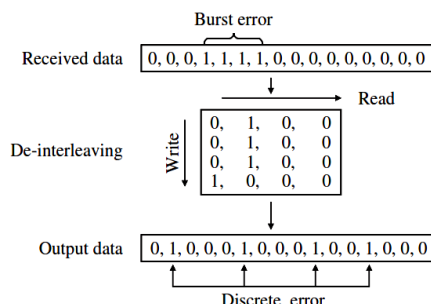 Burst error
Received data
0, 0, 0, 1, 1, 1, 1, 0, 0, 0, 0, 0, 0, 0, 0, 0
Read
De-interleaving
Write
0, 1, 0, 0
0, 1, 0, 0
0, 1, 0, 0
1, 0, 0, 0
Output data
0, 1, 0, 0, 0, 1, 0, 0, 0, 1, 0, 0, 1, 0, 0, 0
Discrete error